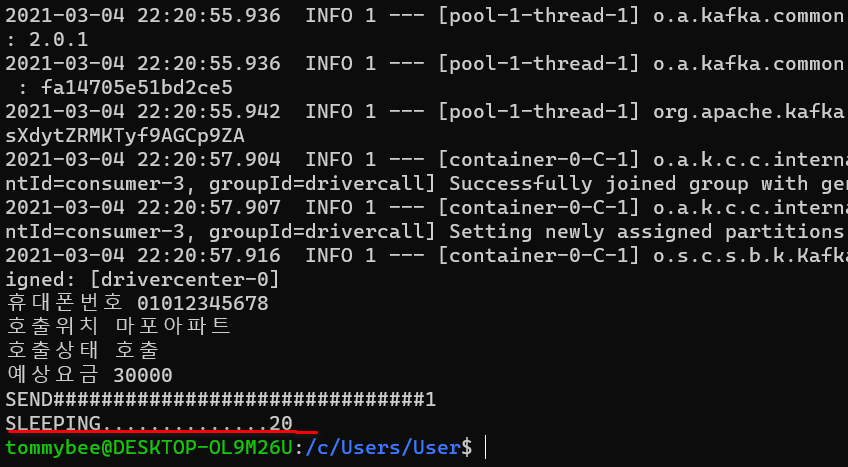 2021-03-04 22:20:55.936  INFO 1 --- [pool-1-thread-1] o.a.kafka.common
: 2.0.1
2021-03-04 22:20:55.936  INFO 1 --- [pool-1-thread-1] o.a.kafka.common
 : fa14705e51bd2ce5
2021-03-04 22:20:55.942  INFO 1 --- [pool-1-thread-1] org.apache.kafka
sXdytZRMKTyf9AGCp9ZA
2021-03-04 22:20:57.904  INFO 1 --- [container-0-C-1] o.a.k.c.c.interna
ntId=consumer-3, groupId=drivercall] Successfully joined group with gen
2021-03-04 22:20:57.907  INFO 1 --- [container-0-C-1] o.a.k.c.c.interna
ntId=consumer-3, groupId=drivercall] Setting newly assigned partitions
2021-03-04 22:20:57.916  INFO 1 --- [container-0-C-1] o.s.c.s.b.k.Kafka
igned: [drivercenter-0]
휴대폰번호 01012345678
호출위치 마포아파트
호출상태 호출
예상요금 30000
SEND###############################1
SLEEPING..............20
tommybee@DESKTOP-OL9M26U:/c/Users/User$